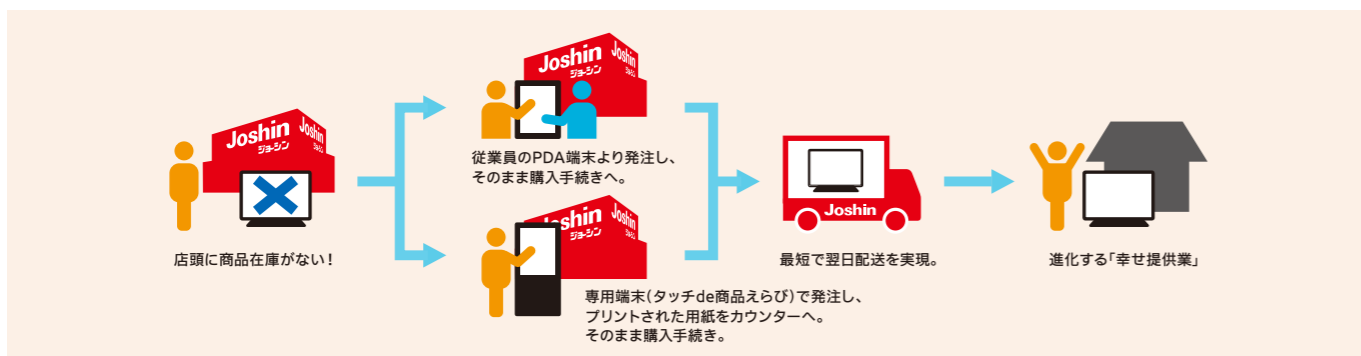 Joshin
ジョーシン
Joshin
ジョーシン
店頭に商品在庫がない！
Joshin
ジョーシン
Joshin
ジョーシン
従業員のPDA端末より発注し、
そのまま購入手続きへ。
Joshin
ジョーシン
Joshin
ジョーシン
専用端末(タッチde商品えらび)で発注し、
プリントされた用紙をカウンターへ。
そのまま購入手続き。
Joshin
最短で翌日配送を実現。
進化する「幸せ提供業」